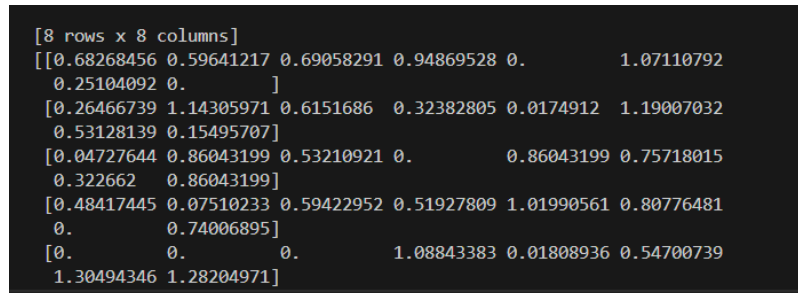 [8 rows x 8 columns]
[[0.68268456 0.59641217 0.69058291 0.94869528 0.         1.07110792
  0.25104092 0.        ]
 [0.26466739 1.14305971 0.6151686  0.32382805 0.0174912  1.19007032
  0.53128139 0.15495707]
 [0.04727644 0.86043199 0.53210921 0.         0.86043199 0.75718015
  0.322662   0.86043199]
 [0.48417445 0.07510233 0.59422952 0.51927809 1.01990561 0.80776481
  0.         0.74006895]
 [0.         0.         0.         1.08843383 0.01808936 0.54700739
  1.30494346 1.28204971]